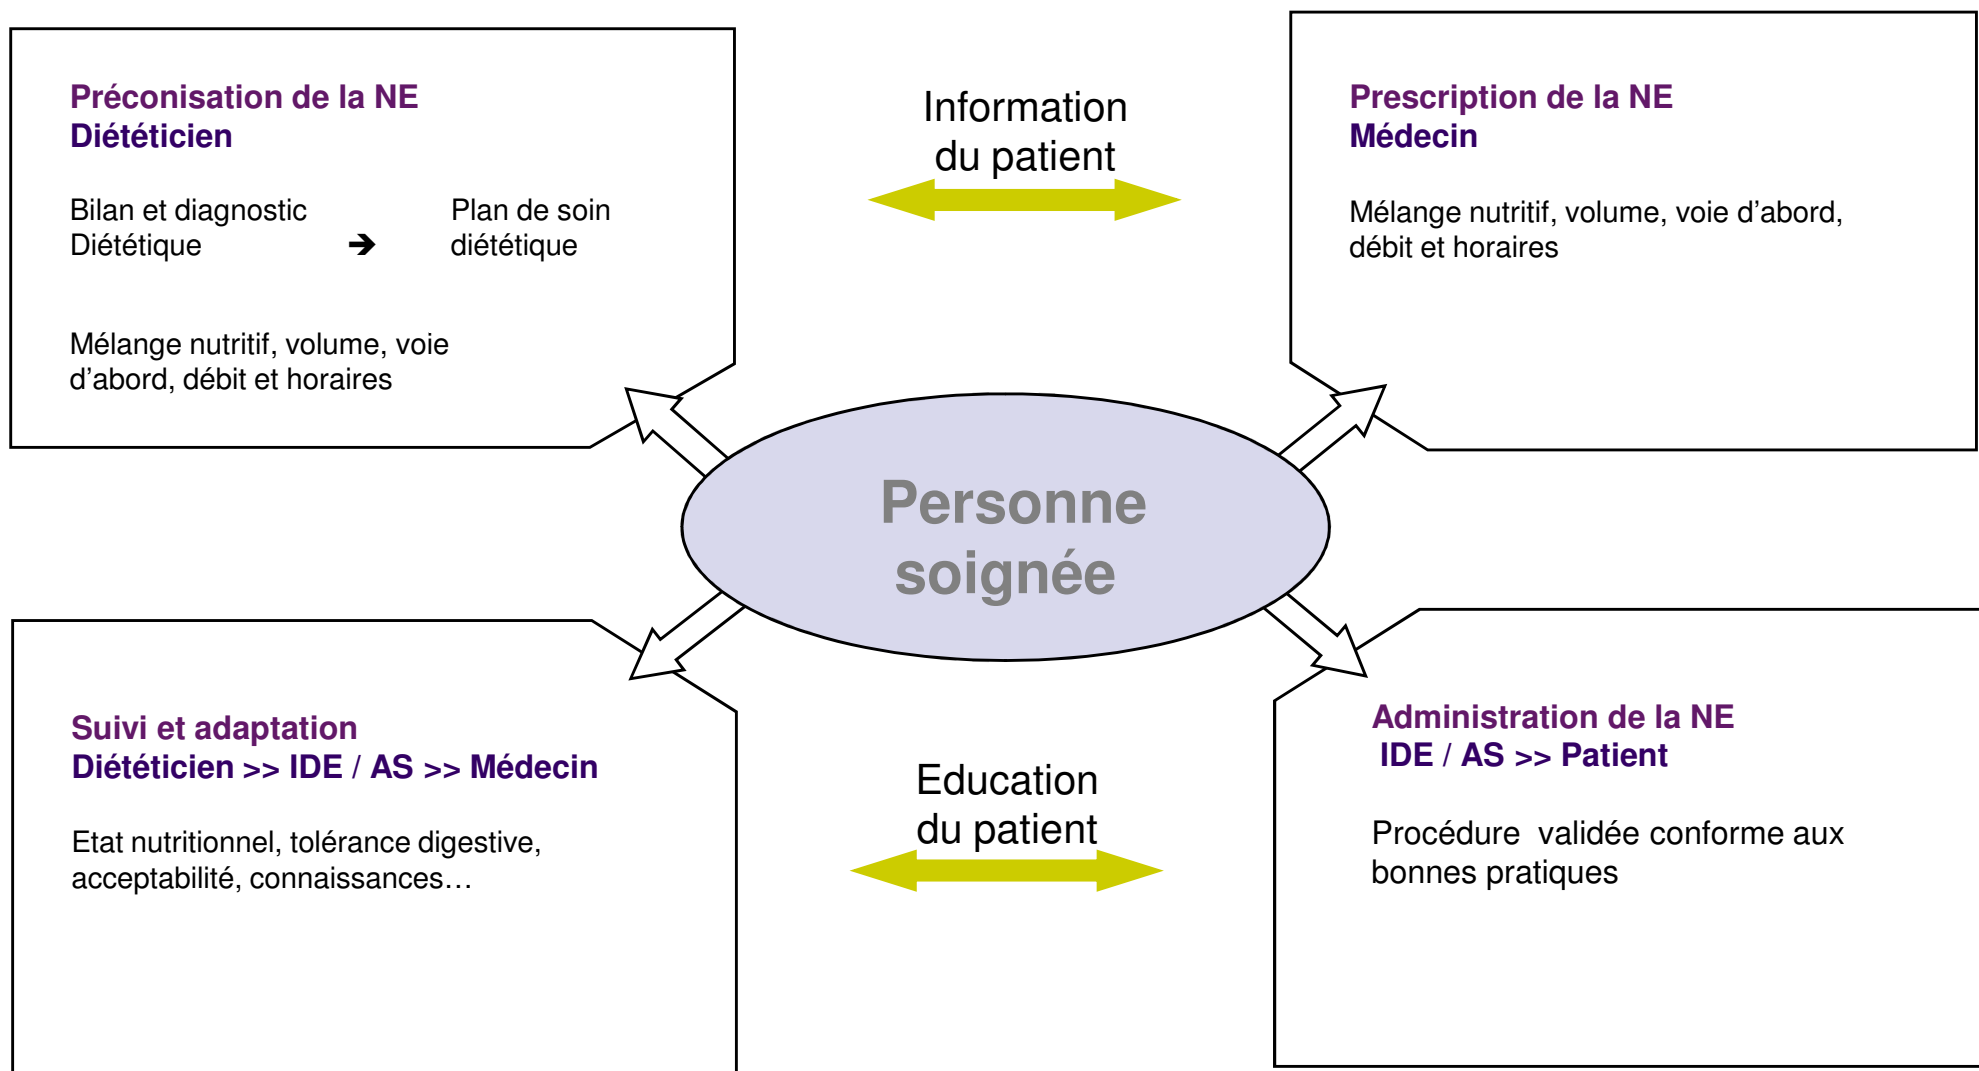 Préconisation de la NE
Diététicien
Bilan et diagnostic
Diététique ➔
Plan de soin
diététique
Mélange nutritif, volume, voie
d'abord, débit et horaires
Information
du patient
Prescription de la NE
Médecin
Mélange nutritif, volume, voie d'abord,
débit et horaires
Personne
soignée
Suivi et adaptation
Diététicien >> IDE / AS >> Médecin
Etat nutritionnel, tolérance digestive,
acceptabilité, connaissances…
Education
du patient
Administration de la NE
IDE / AS >> Patient
Procédure  validée conforme aux
bonnes pratiques